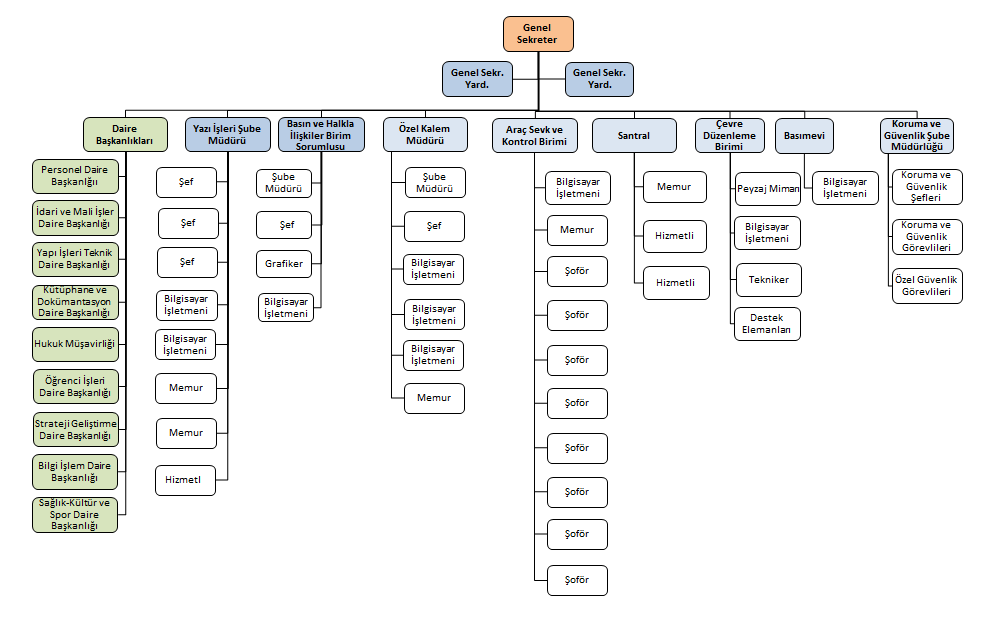 Genel
Sekreter
Genel Sekr.
Yard.
Genel Sekr.
Yard.
Daire
Başkanlıkları
Yazı İşleri Şube
Müdürü
Basın ve Halkla
İlişkiler Birim
Sorumlusu
Özel Kalem
Müdürü
Araç Sevk ve
Kontrol Birimi
Santral
Çevre
Düzenleme
Birimi
Basımevi
Koruma ve
Güvenlik Şube
Müdürlüğü
Personel Daire
Başkanlğıı
İdari ve Mali İşler
Daire Başkanlığı
Yapı İşleri Teknik
Daire Başkanlığı
Kütüphane ve
Dokümantasyon
Daire Başkanlığı
Hukuk Müşavirliği
Öğrenci İşleri
Daire Başkanlığı
Strateji Geliştirme
Daire Başkanlığı
Bilgi İşlem Daire
Başkanlığı
Sağlık-Kültür ve
Spor Daire
Başkanlığı
Şef
Şef
Şef
Bilgisayar
İşletmeni
Bilgisayar
İşletmeni
Memur
Memur
Hizmetl
Şube
Müdürü
Şef
Grafiker
Bilgisayar
İşletmeni
Şube
Müdürü
Şef
Bilgisayar
İşletmeni
Bilgisayar
İşletmeni
Bilgisayar
İşletmeni
Memur
Bilgisayar
İşletmeni
Memur
Şoför
Şoför
Şoför
Şoför
Şoför
Şoför
Şoför
Şoför
Memur
Hizmetli
Hizmetli
Peyzaj Mimarı
Bilgisayar
İşletmeni
Tekniker
Destek
Elemanları
Bilgisayar
İşletmeni
Koruma ve
Güvenlik
Şefleri
Koruma ve
Güvenlik
Görevlileri
Özel Güvenlik
Görevlileri